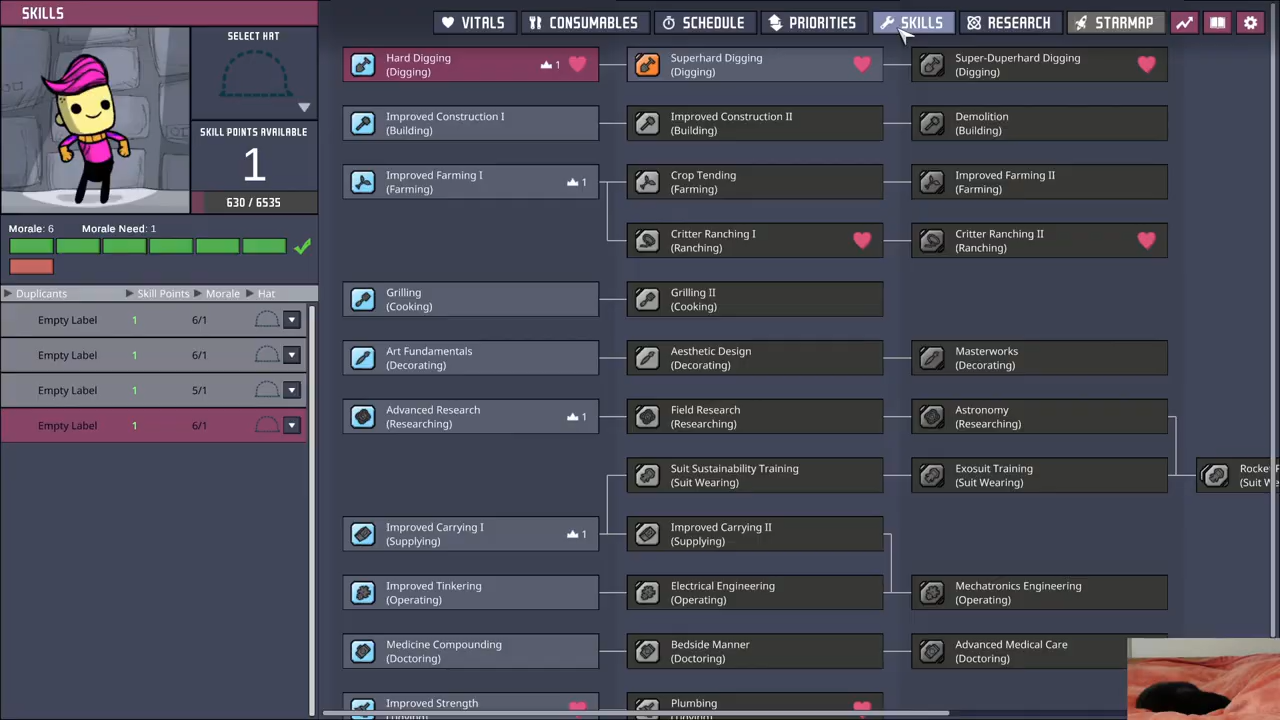 SKILLS
VITALS
CONSUMABLES
SCHEDULE
PRIORITIES
SKILLS
RESEARCH
STARMAP
SELECT HAT
SKILL POINTS AVAILABLE
1
630 / 6535
Morale: 6
Morale Need: 1
Duplicants
Skill Points
Morale
Hat
Empty Label
1
6/1
Empty Label
1
6/1
Empty Label
1
5/1
Empty Label
1
6/1
Hard Digging
(Digging)
1
Superhard Digging
(Digging)
Super-Duperhard Digging
(Digging)
Improved Construction I
(Building)
Improved Construction II
(Building)
Demolition
(Building)
Improved Farming I
(Farming)
1
Crop Tending
(Farming)
Improved Farming II
(Farming)
Critter Ranching I
(Ranching)
Critter Ranching II
(Ranching)
Grilling
(Cooking)
Grilling II
(Cooking)
Art Fundamentals
(Decorating)
Aesthetic Design
(Decorating)
Masterworks
(Decorating)
Advanced Research
(Researching)
1
Field Research
(Researching)
Astronomy
(Researching)
Suit Sustainability Training
(Suit Wearing)
Exosuit Training
(Suit Wearing)
Rocket
(Suit
Improved Carrying I
(Supplying)
1
Improved Carrying II
(Supplying)
Improved Tinkering
(Operating)
Electrical Engineering
(Operating)
Mechatronics Engineering
(Operating)
Medicine Compounding
(Doctoring)
Bedside Manner
(Doctoring)
Advanced Medical Care
(Doctoring)
Improved Strength
Plumbing